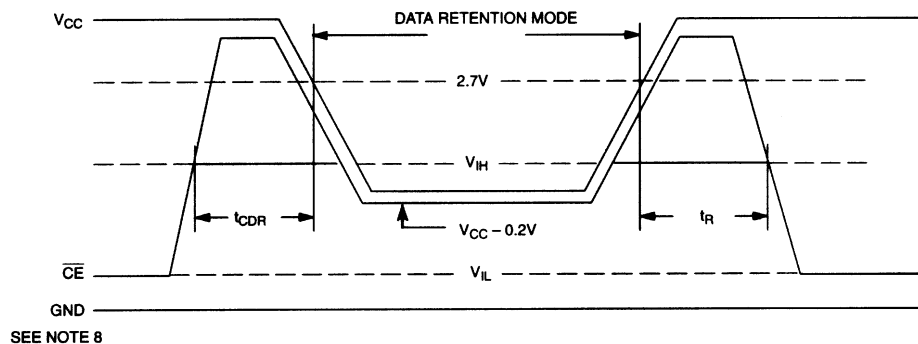 VCC
DATA RETENTION MODE
2.7V
VIH
tCDR
tR
VCC – 0.2V
CE
VIL
GND
SEE NOTE 8